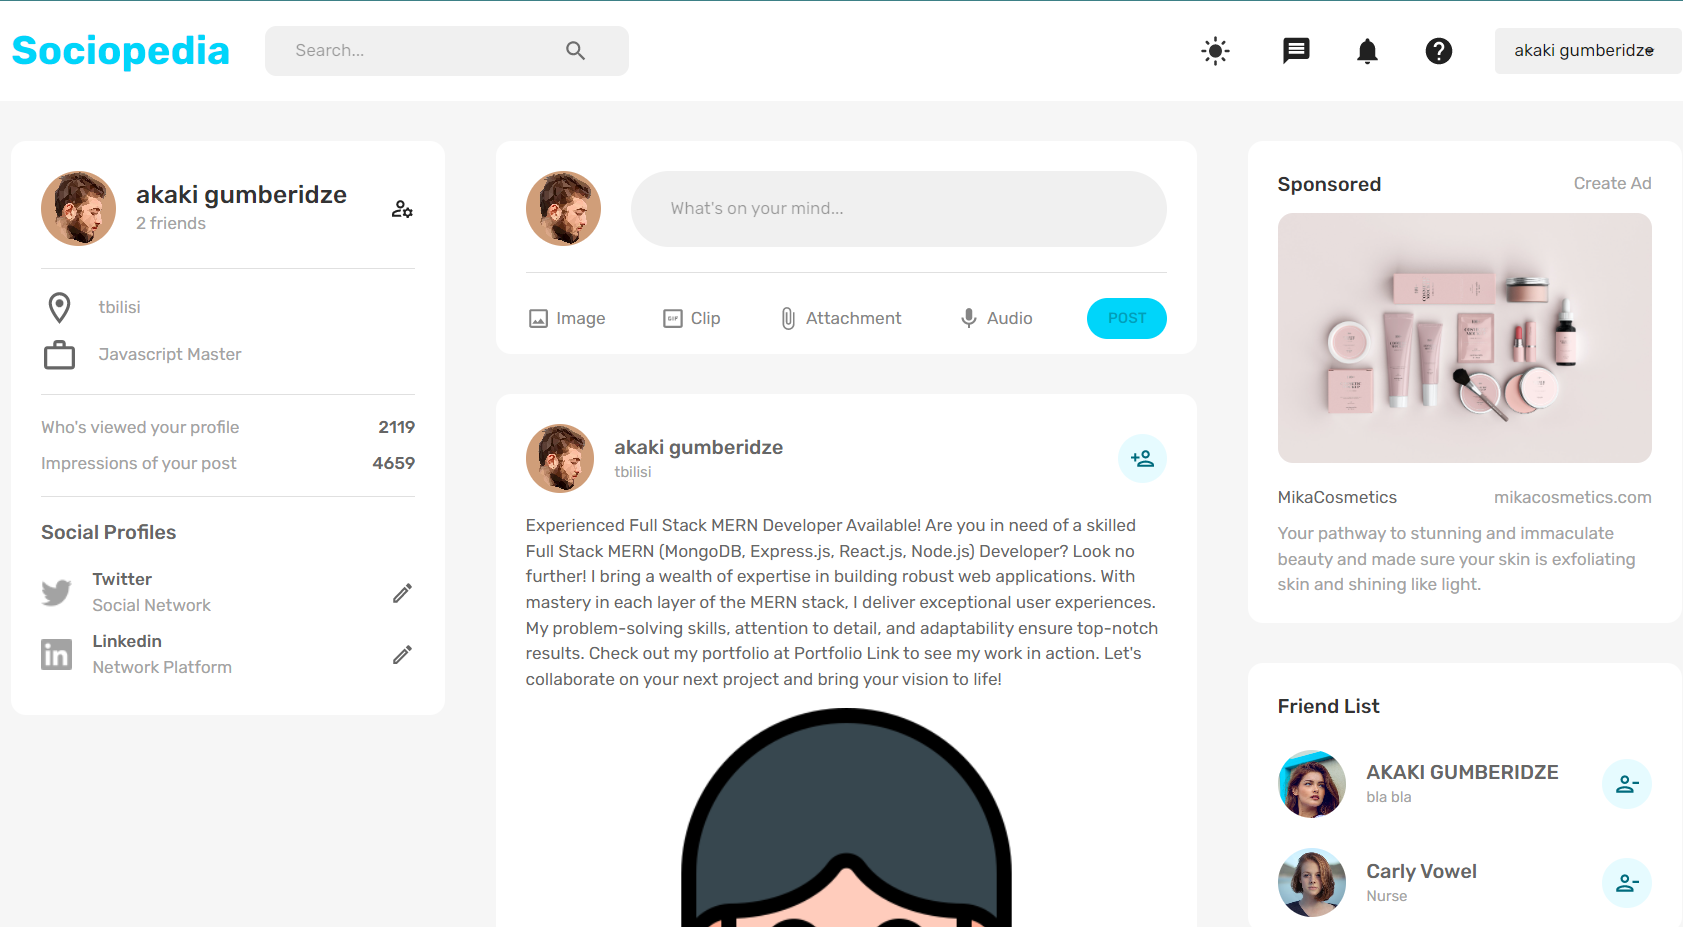 Sociopedia
Search...
akaki gumberidze
akaki gumberidze
2 friends
tbilisi
Javascript Master
Who's viewed your profile 2119
Impressions of your post 4659
Social Profiles
Twitter
Social Network
Linkedin
Network Platform
What's on your mind...
Image
GIF
Clip
Attachment
Audio
POST
akaki gumberidze
tbilisi
Experienced Full Stack MERN Developer Available! Are you in need of a skilled
Full Stack MERN (MongoDB, Express.js, React.js, Node.js) Developer? Look no
further! I bring a wealth of expertise in building robust web applications. With
mastery in each layer of the MERN stack, I deliver exceptional user experiences.
My problem-solving skills, attention to detail, and adaptability ensure top-notch
results. Check out my portfolio at Portfolio Link to see my work in action. Let's
collaborate on your next project and bring your vision to life!
Sponsored
Create Ad
MikaCosmetics
mikacosmetics.com
Your pathway to stunning and immaculate
beauty and made sure your skin is exfoliating
skin and shining like light.
Friend List
AKAKI GUMBERIDZE
bla bla
Carly Vowel
Nurse